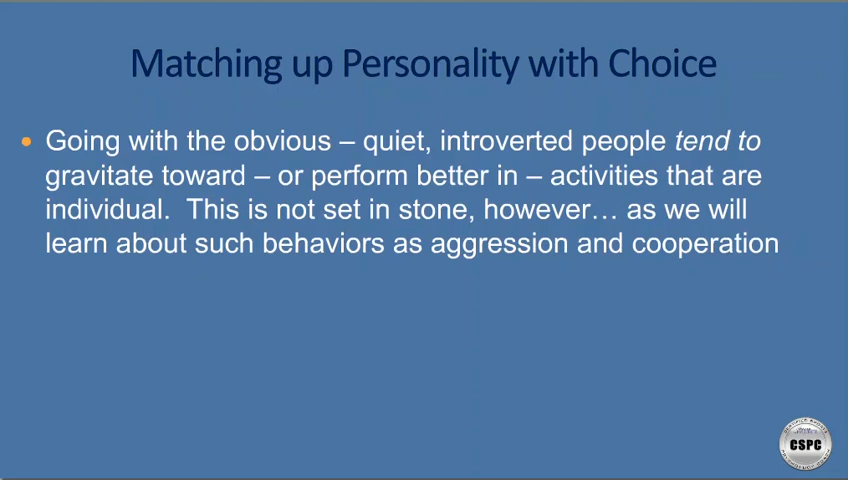 Matching up Personality with Choice
• Going with the obvious – quiet, introverted people tend to
gravitate toward – or perform better in – activities that are
individual.  This is not set in stone, however… as we will
learn about such behaviors as aggression and cooperation
CSPC